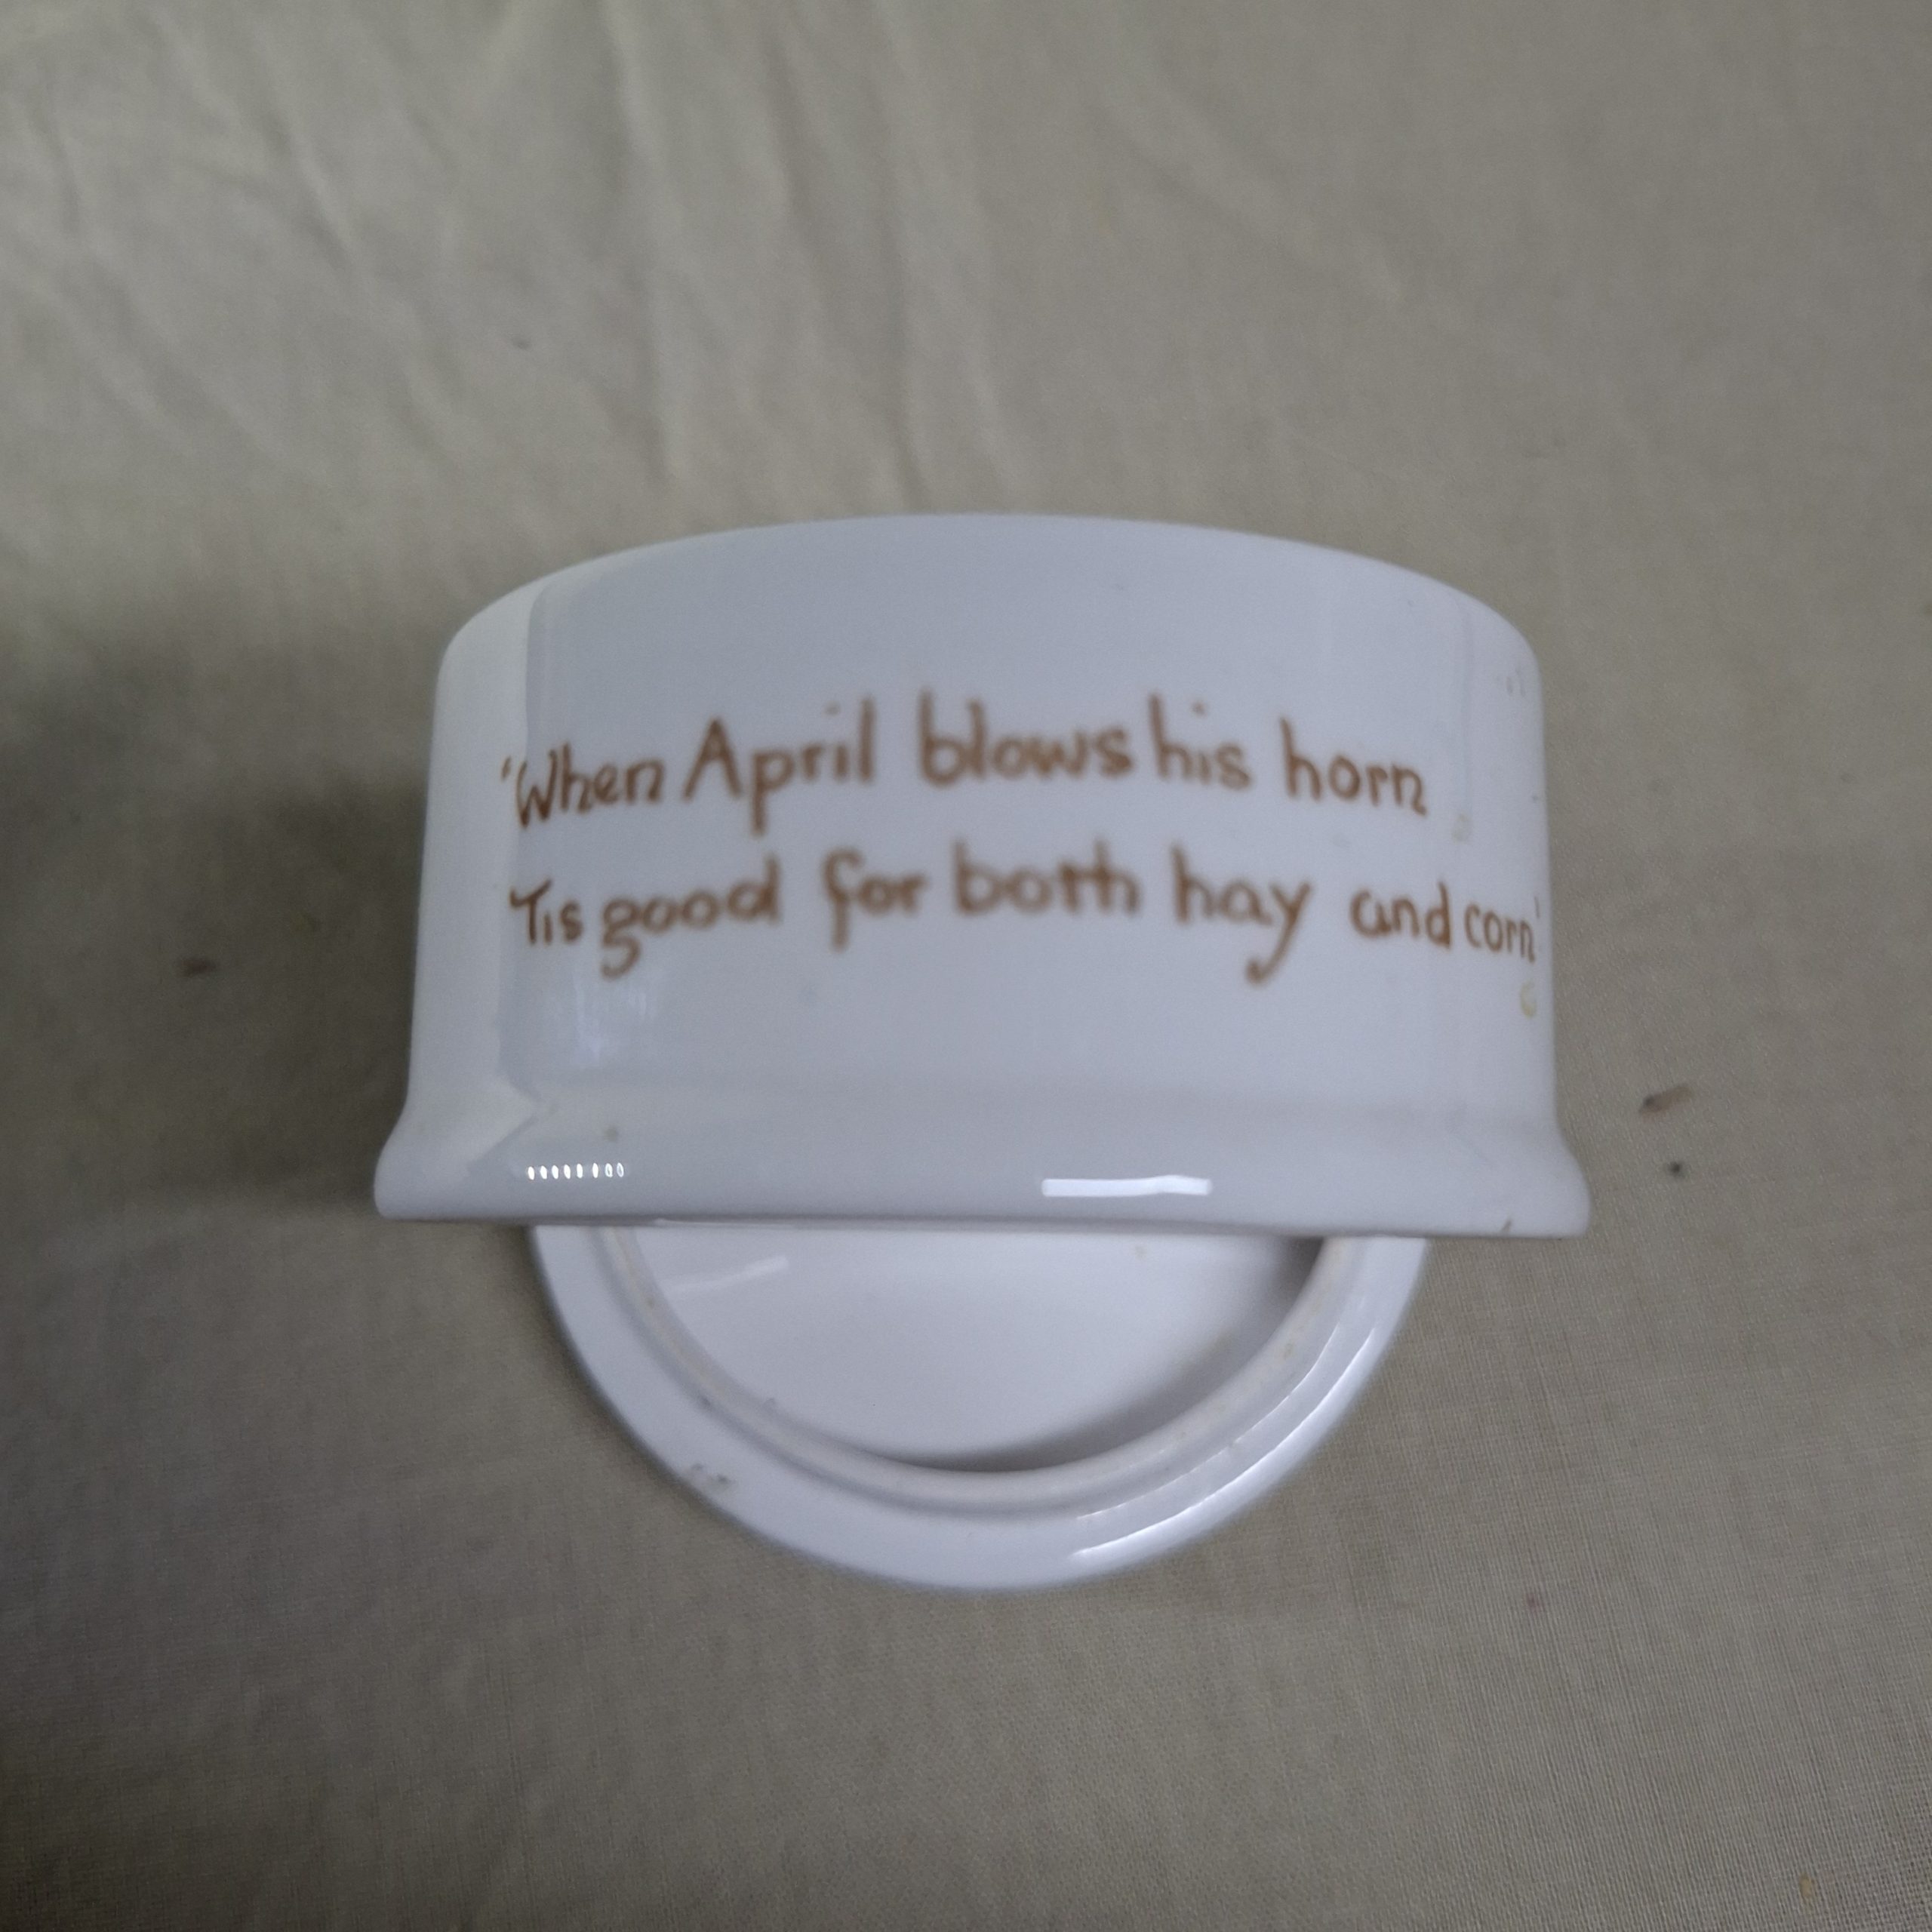 'When April blows his horn
'Tis good for both hay and corn'